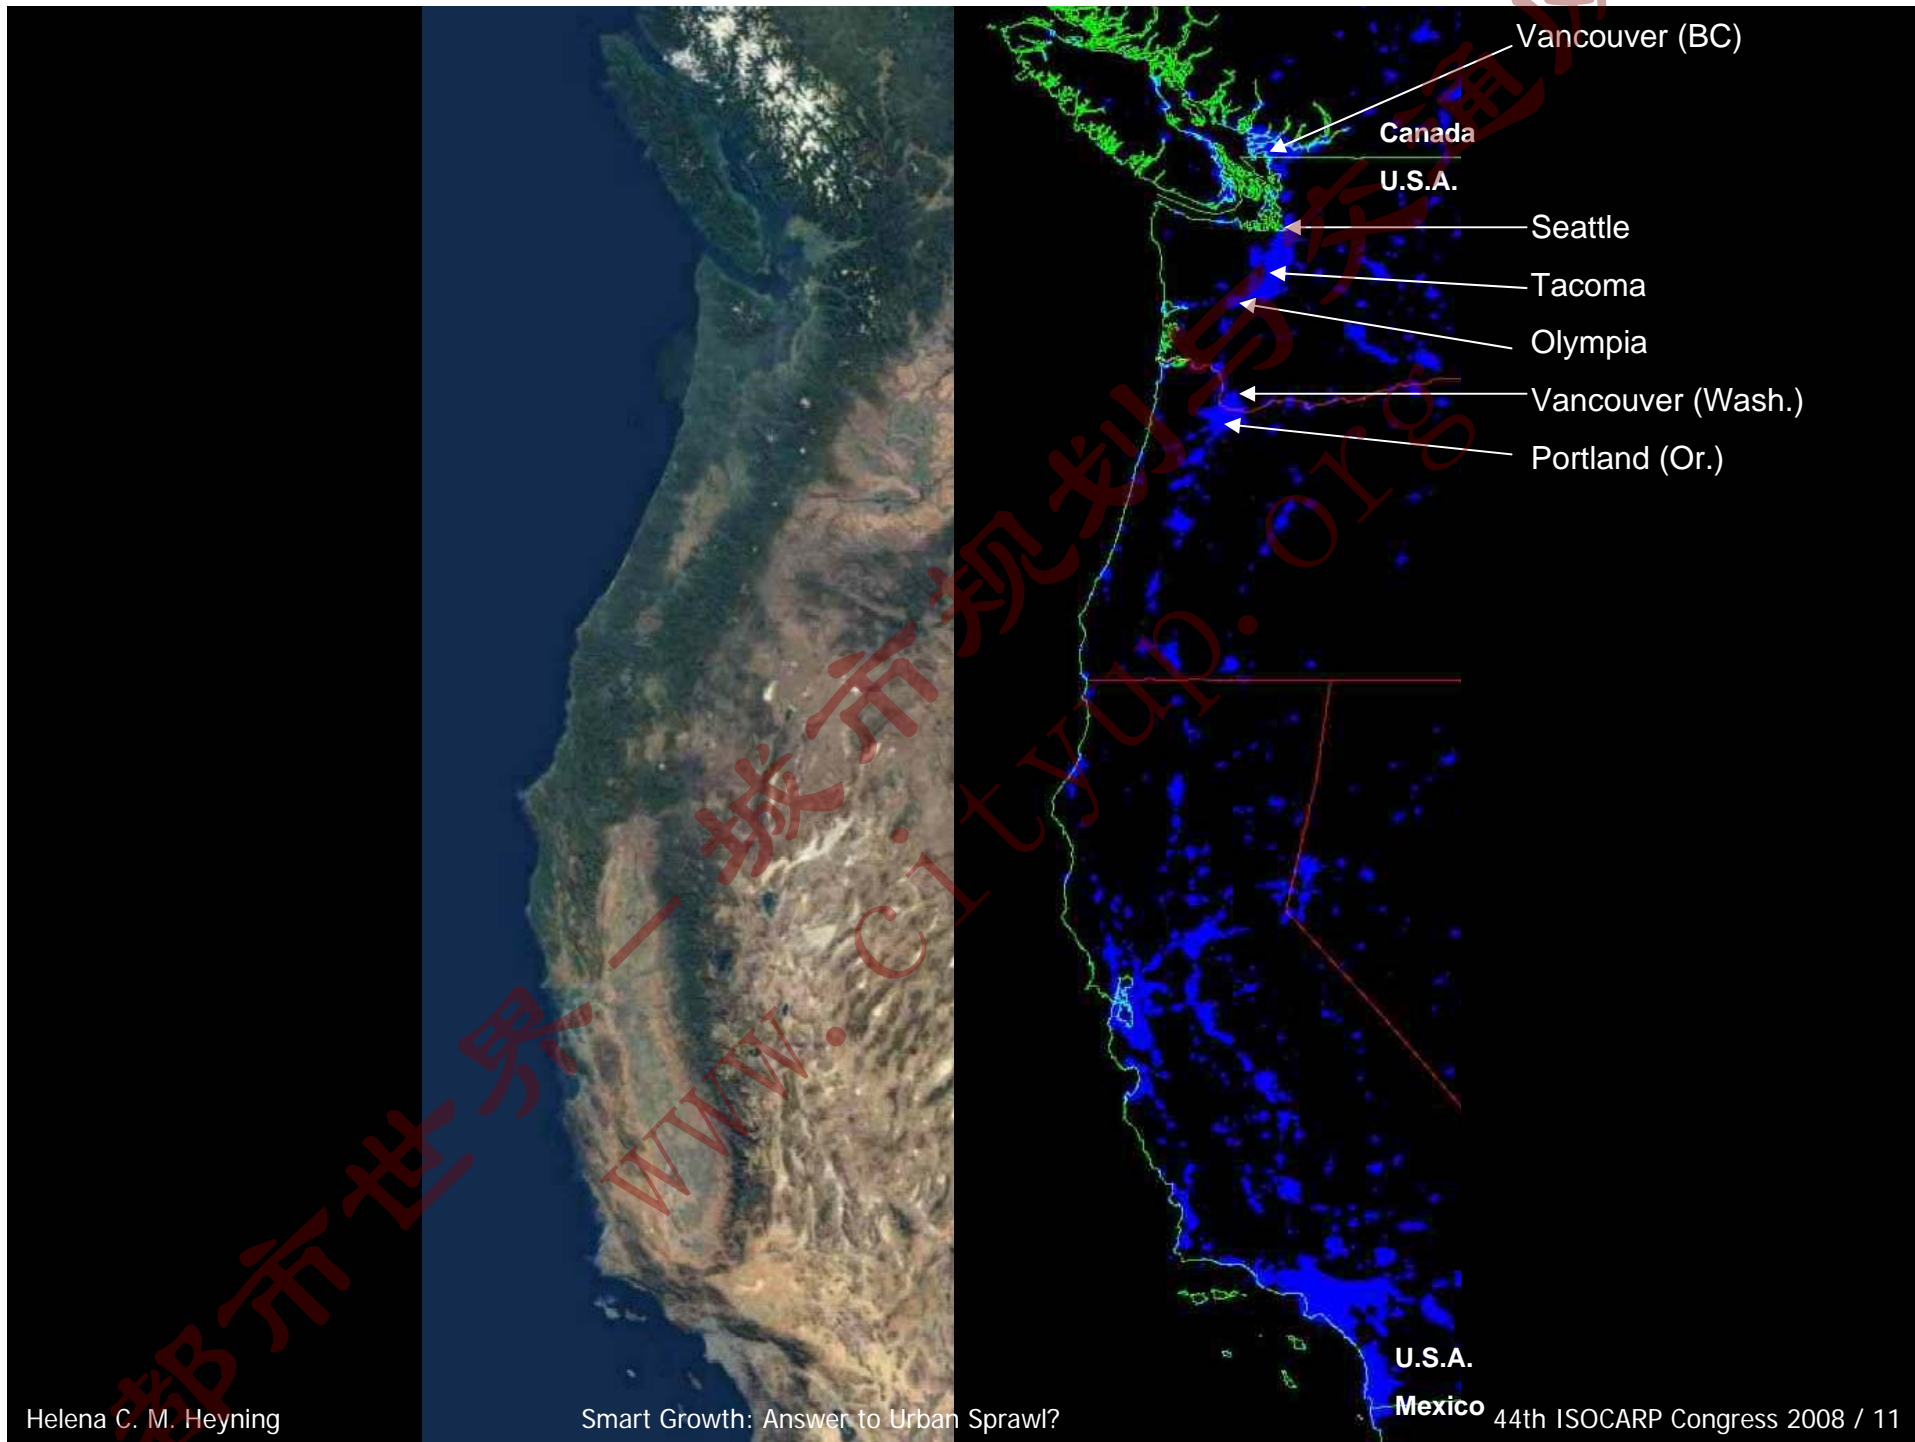 Vancouver (BC)
Canada
U.S.A.
Seattle
Tacoma
Olympia
Vancouver (Wash.)
Portland (Or.)
U.S.A.
Mexico
Helena C. M. Heyning
Smart Growth: Answer to Urban Sprawl?
44th ISOCARP Congress 2008 / 11
都市世界—城市规划与交通网
www.cityup.org